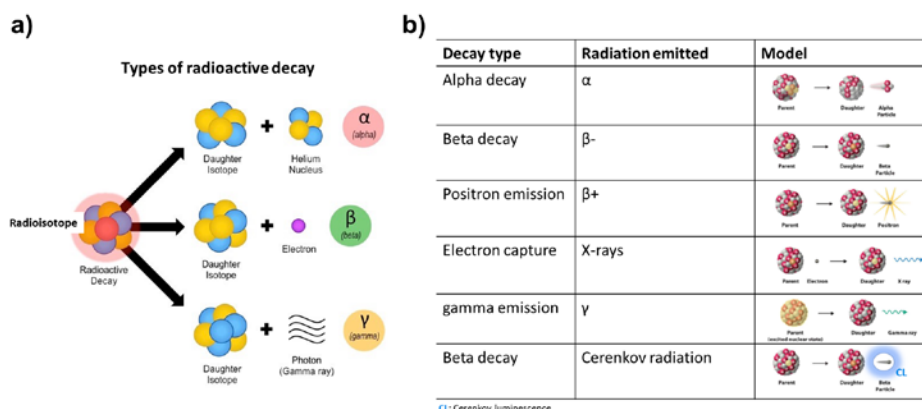 a)
Types of radioactive decay
Radioisotope
Radioactive
Decay
Daughter
Isotope
+
Helium
Nucleus
α
(alpha)
Daughter
Isotope
+
Electron
β
(beta)
Daughter
Isotope
+
Photon
(Gamma ray)
γ
(gamma)
b)
Decay type Radiation emitted Model
Alpha decay α
Parent Daughter Alpha
Particle
Beta decay β-
Parent Daughter Beta
Particle
Positron emission β+
Parent Daughter Positron
Electron capture X-rays
Parent Electron Daughter X ray
gamma emission γ
Parent Daughter Gamma ray
(excited nuclear state)
Beta decay Cerenkov radiation
CL
Parent Daughter Beta
Particle
CL: Cerenkov luminescence